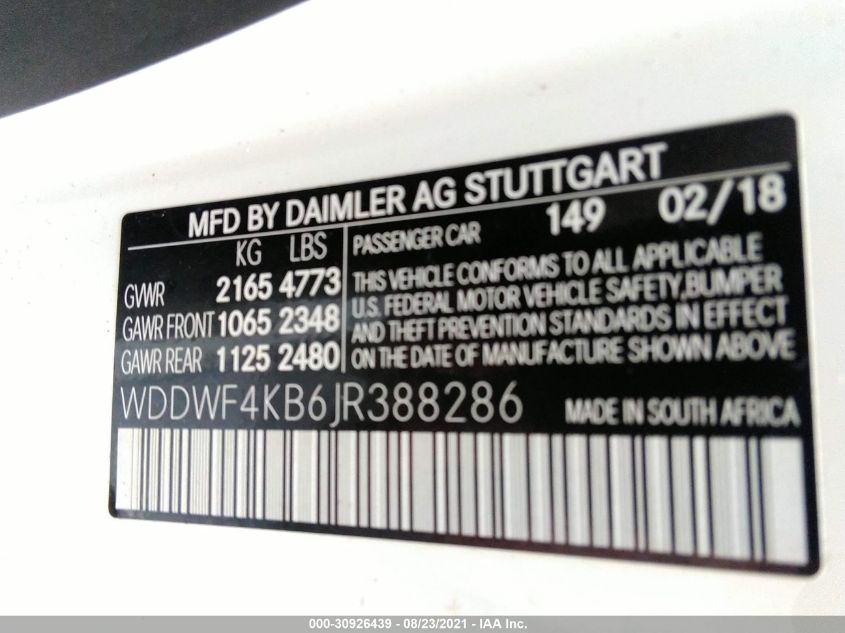 MFD BY DAIMLER AG STUTTGART
KG LBS
GVWR 2165 4773
GAWR FRONT 1065 2348
GAWR REAR 1125 2480
PASSENGER CAR 149 02/18
THIS VEHICLE CONFORMS TO ALL APPLICABLE
U.S. FEDERAL MOTOR VEHICLE SAFETY, BUMPER
AND THEFT PREVENTION STANDARDS IN EFFECT
ON THE DATE OF MANUFACTURE SHOWN ABOVE
WDDWF4KB6JR388286 MADE IN SOUTH AFRICA
000-30926439 - 08/23/2021 - IAA Inc.